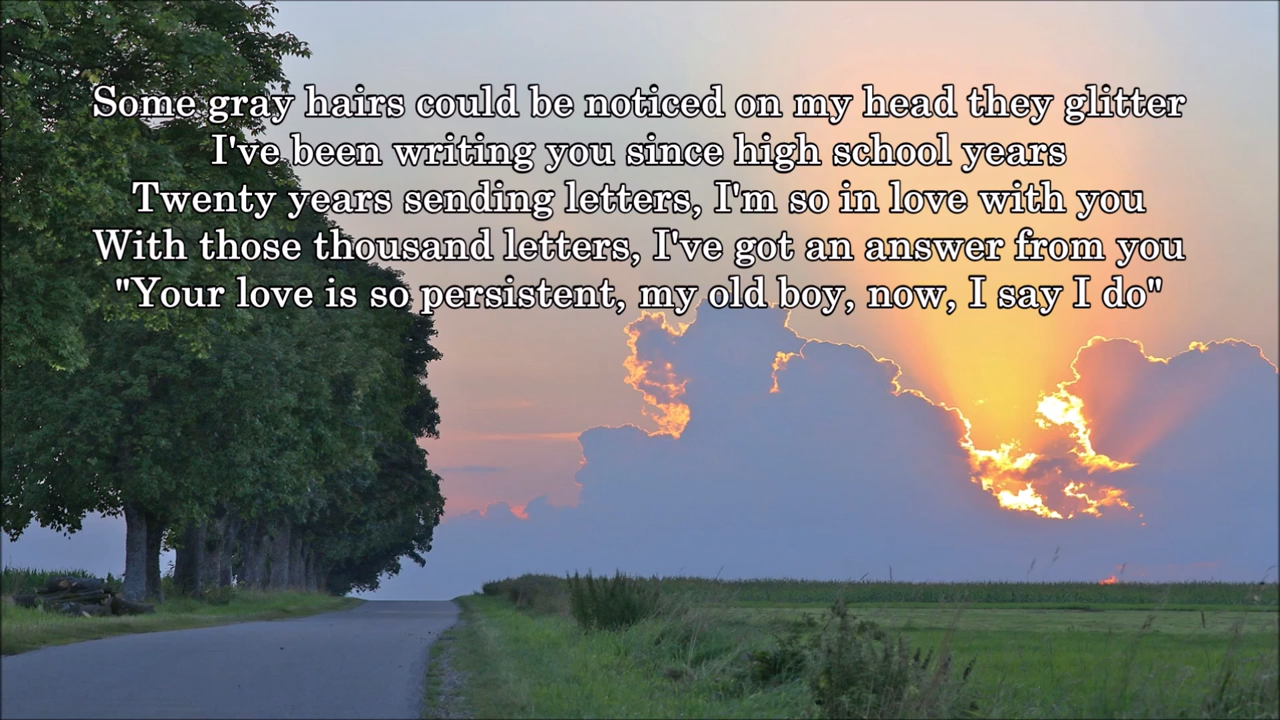 Some gray hairs could be noticed on my head they glitter
I've been writing you since high school years
Twenty years sending letters, I'm so in love with you
With those thousand letters, I've got an answer from you
"Your love is so persistent, my old boy, now, I say I do"